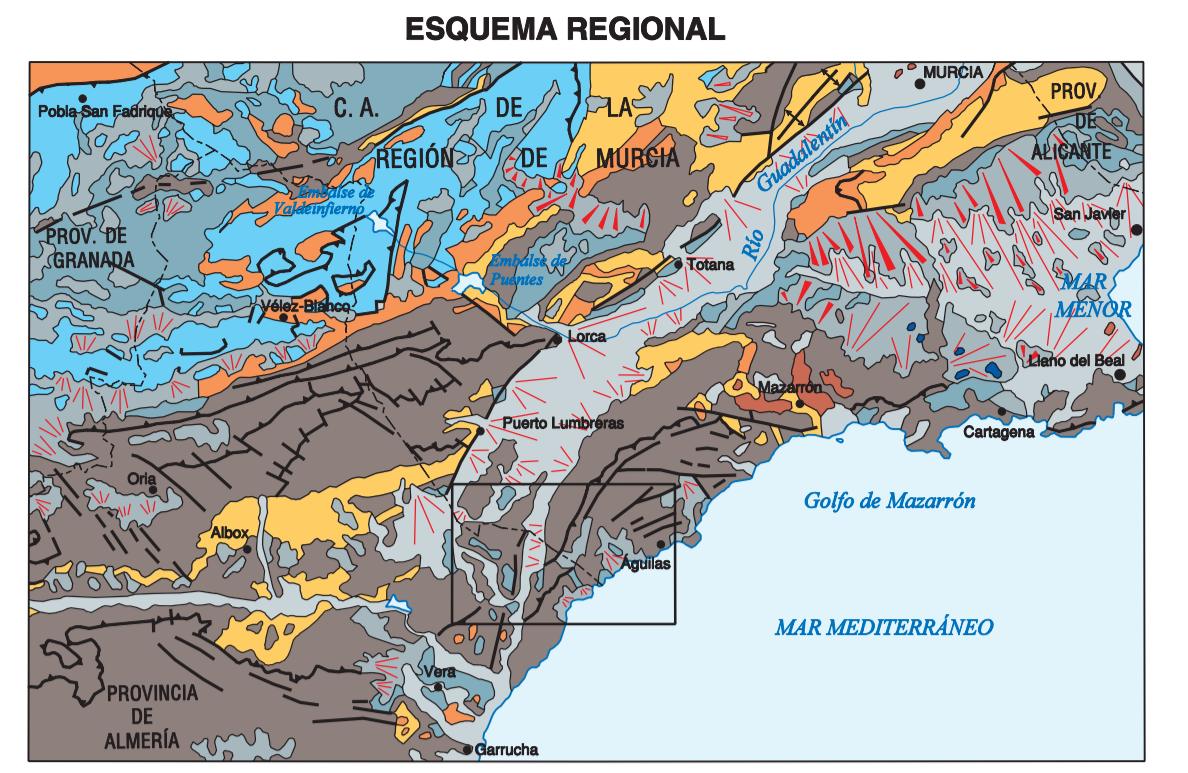 ESQUEMA REGIONAL
MURCIA
Pobla San Fadrique
C. A.
DE
LA
PROV.
DE
ALICANTE
REGIÓN
DE
MURCIA
Guadalentín
Río
Embalse de
Valdeinfierno
San Javier
PROV. DE
GRANADA
Embalse de
Puentes
Totana
MAR
MENOR
Vélez-Blanco
Lorca
Llano del Beal
Mazarrón
Puerto Lumbreras
Cartagena
Oria
Golfo de Mazarrón
Albox
Águilas
MAR MEDITERRÁNEO
Vera
PROVINCIA
DE
ALMERÍA
Garrucha